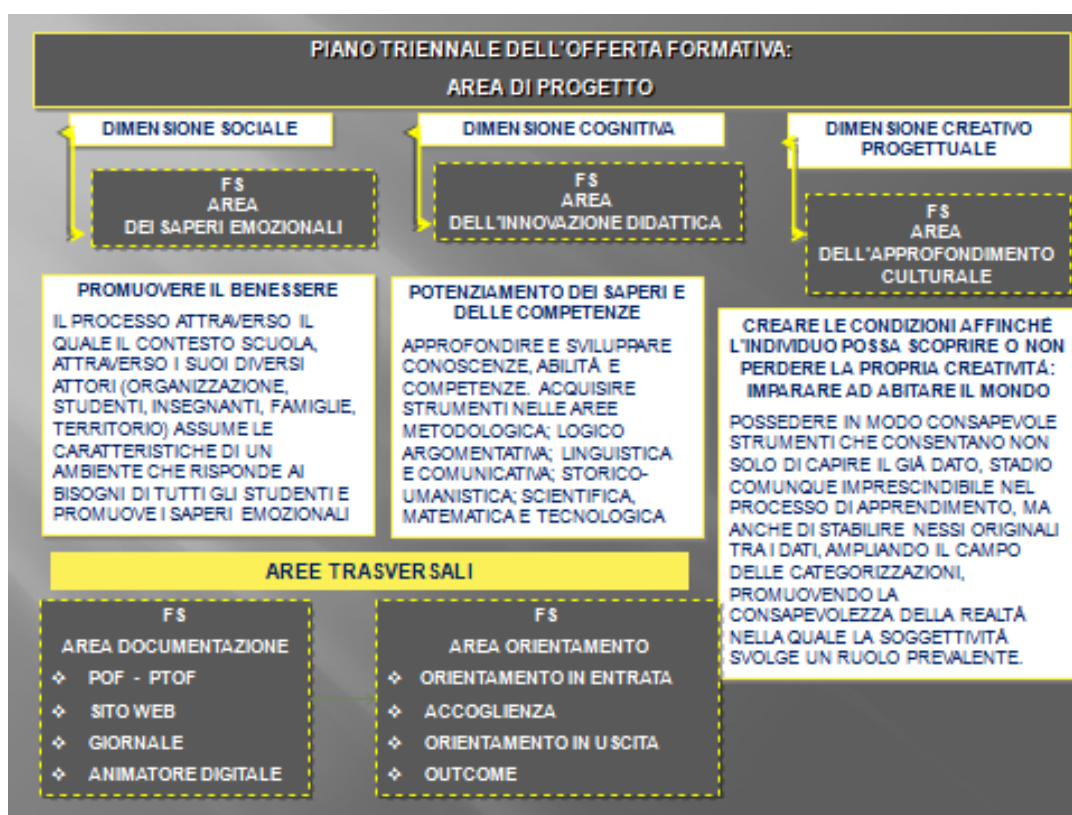 PIANO TRIENNALE DELL'OFFERTA FORMATIVA:
AREA DI PROGETTO
DIMENSIONE SOCIALE
FS
AREA
DEI SAPERI EMOZIONALI
PROMUOVERE IL BENESSERE
IL PROCESSO ATTRAVERSO IL
QUALE IL CONTESTO SCUOLA,
ATTRAVERSO I SUOI DIVERSI
ATTORI (ORGANIZZAZIONE,
STUDENTI, INSEGNANTI, FAMIGLIE,
TERRITORIO) ASSUME LE
CARATTERISTICHE DI UN
AMBIENTE CHE RISPONDE AI
BISOGNI DI TUTTI GLI STUDENTI E
PROMUOVE I SAPERI EMOZIONALI
DIMENSIONE COGNITIVA
FS
AREA
DELL'INNOVAZIONE DIDATTICA
POTENZIAMENTO DEI SAPERI E
DELLE COMPETENZE
APPROFONDIRE E SVILUPPARE
CONOSCENZE, ABILITÀ E
COMPETENZE. ACQUISIRE
STRUMENTI NELLE AREE
METODOLOGICA; LOGICO
ARGOMENTATIVA; LINGUISTICA
E COMUNICATIVA; STORICO-
UMANISTICA; SCIENTIFICA,
MATEMATICA E TECNOLOGICA
DIMENSIONE CREATIVO
PROGETTUALE
FS
AREA
DELL'APPROFONDIMENTO
CULTURALE
CREARE LE CONDIZIONI AFFINCHÉ
L'INDIVIDUO POSSA SCOPRIRE O NON
PERDERE LA PROPRIA CREATIVITÁ:
IMPARARE AD ABITARE IL MONDO
POSSEDERE IN MODO CONSAPEVOLE
STRUMENTI CHE CONSENTANO NON
SOLO DI CAPIRE IL GIÀ DATO, STADIO
COMUNQUE IMPRESCINDIBILE NEL
PROCESSO DI APPRENDIMENTO, MA
ANCHE DI STABILIRE NESSI ORIGINALI
TRA I DATI, AMPLIANDO IL CAMPO
DELLE CATEGORIZZAZIONI,
PROMUOVENDO LA
CONSAPEVOLEZZA DELLA REALTÀ
NELLA QUALE LA SOGGETTIVITÀ
SVOLGE UN RUOLO PREVALENTE.
AREE TRASVERSALI
FS
AREA DOCUMENTAZIONE
❖ POF - PTOF
❖ SITO WEB
❖ GIORNALE
❖ ANIMATORE DIGITALE
FS
AREA ORIENTAMENTO
❖ ORIENTAMENTO IN ENTRATA
❖ ACCOGLIENZA
❖ ORIENTAMENTO IN USCITA
❖ OUTCOME